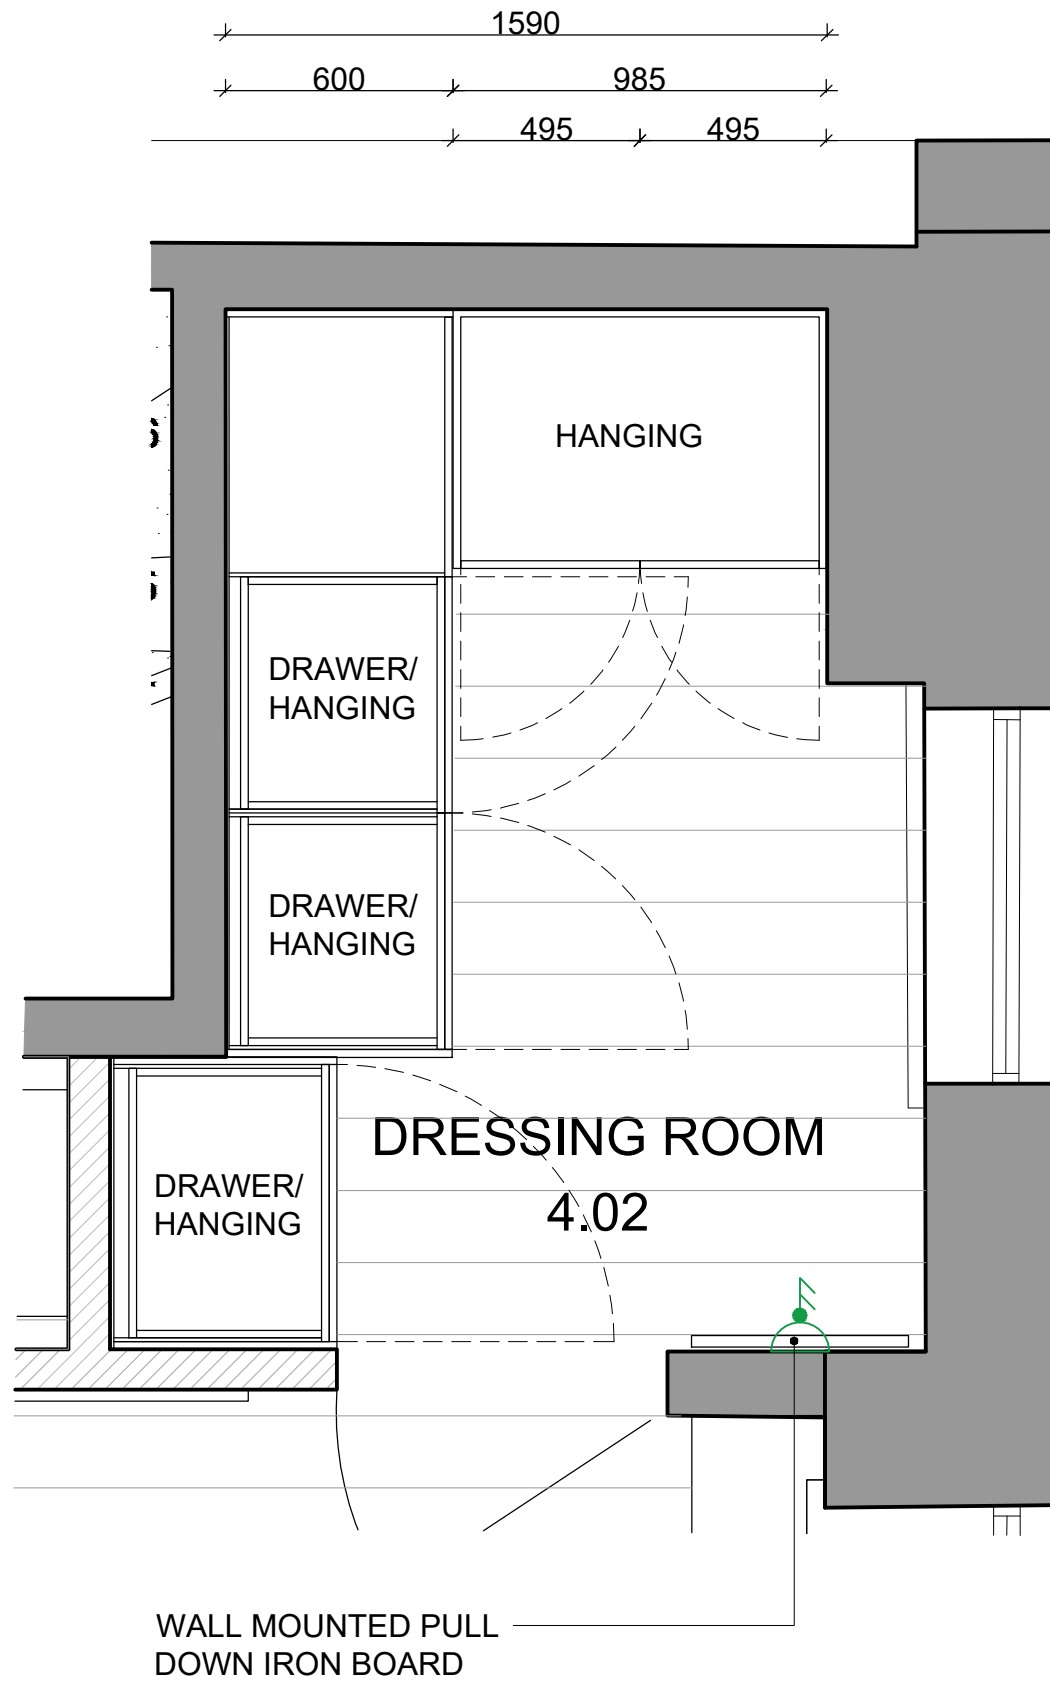 1590
600 985
495 495
HANGING
DRAWER/
HANGING
DRAWER/
HANGING
DRESSING ROOM
4.02
DRAWER/
HANGING
WALL MOUNTED PULL
DOWN IRON BOARD